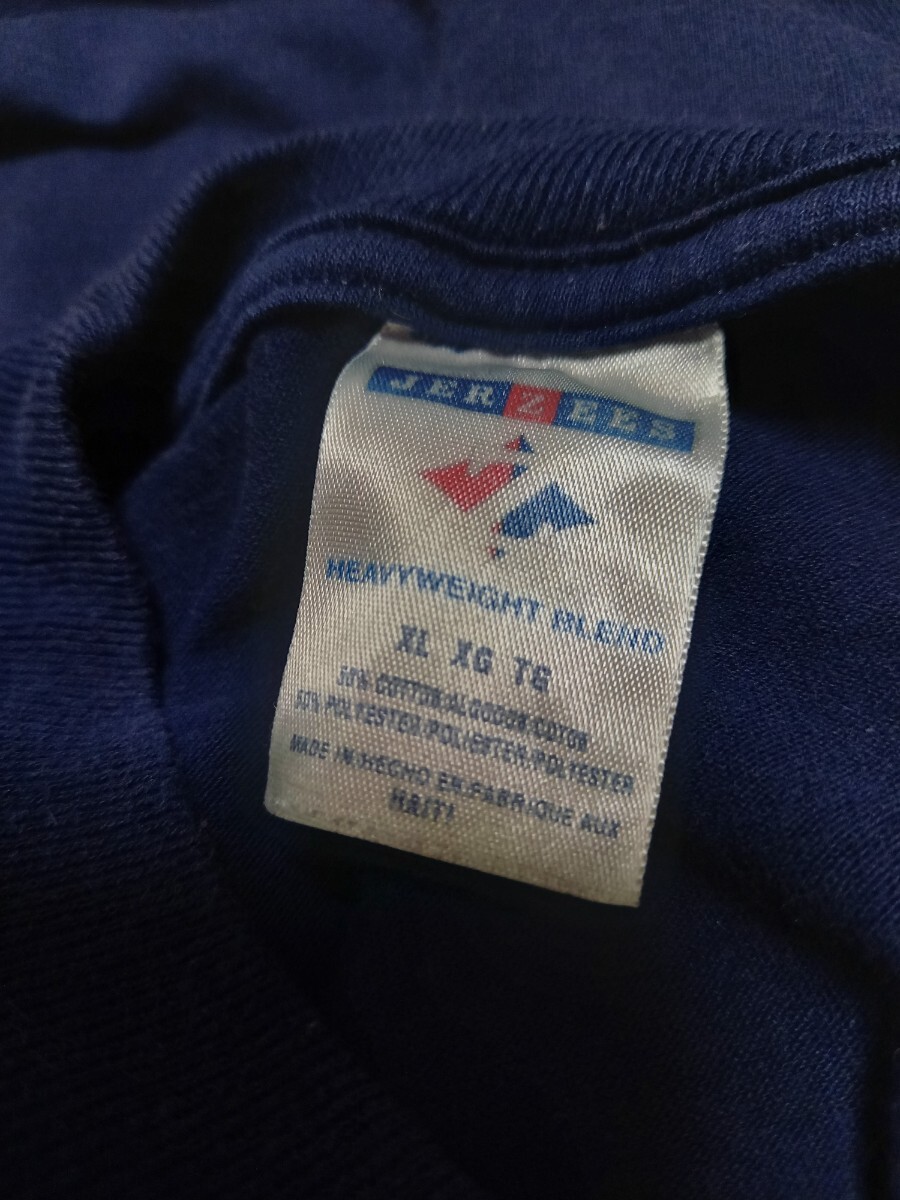 JERZEES
HEAVYWEIGHT BLEND
XL XG TG
50% COTTON/ALGODON/COTON
50% POLYESTER/POLIESTER/POLYESTER
MADE IN/HECHO EN/FABRIQUE AUX
HAITI